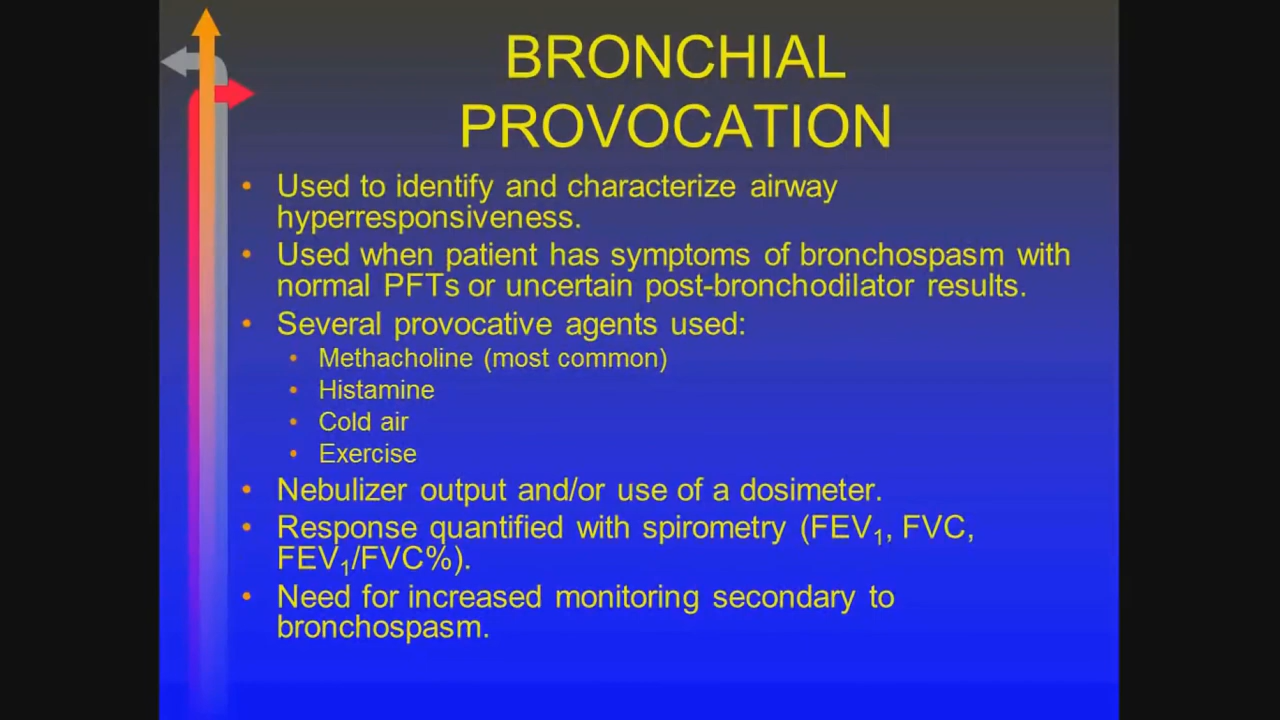 BRONCHIAL
PROVOCATION
• Used to identify and characterize airway
hyperresponsiveness.
• Used when patient has symptoms of bronchospasm with
normal PFTs or uncertain post-bronchodilator results.
• Several provocative agents used:
• Methacholine (most common)
• Histamine
• Cold air
• Exercise
• Nebulizer output and/or use of a dosimeter.
• Response quantified with spirometry (FEV₁, FVC,
FEV₁/FVC%).
• Need for increased monitoring secondary to
bronchospasm.